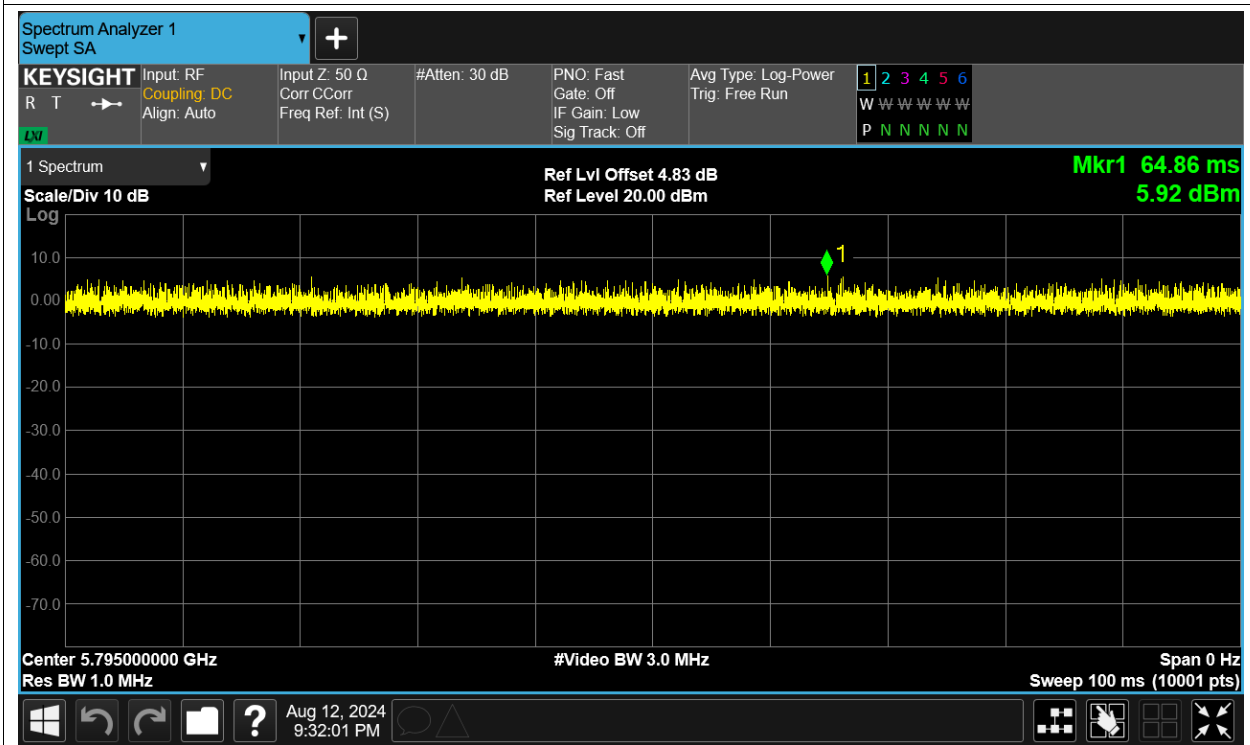 Spectrum Analyzer 1
Swept SA
KEYSIGHT
R T
LXI
Input: RF
Coupling: DC
Align: Auto
Input Z: 50 Ω
Corr CCorr
Freq Ref: Int (S)
#Atten: 30 dB
PNO: Fast
Gate: Off
IF Gain: Low
Sig Track: Off
Avg Type: Log-Power
Trig: Free Run
1 2 3 4 5 6
W W W W W W
P N N N N N
1 Spectrum
Scale/Div 10 dB
Ref Lvl Offset 4.83 dB
Ref Level 20.00 dBm
Mkr1 64.86 ms
5.92 dBm
Log
1
10.0
0.00
-10.0
-20.0
-30.0
-40.0
-50.0
-60.0
-70.0
Center 5.795000000 GHz
#Video BW 3.0 MHz
Span 0 Hz
Res BW 1.0 MHz
Sweep 100 ms (10001 pts)
?
Aug 12, 2024
9:32:01 PM